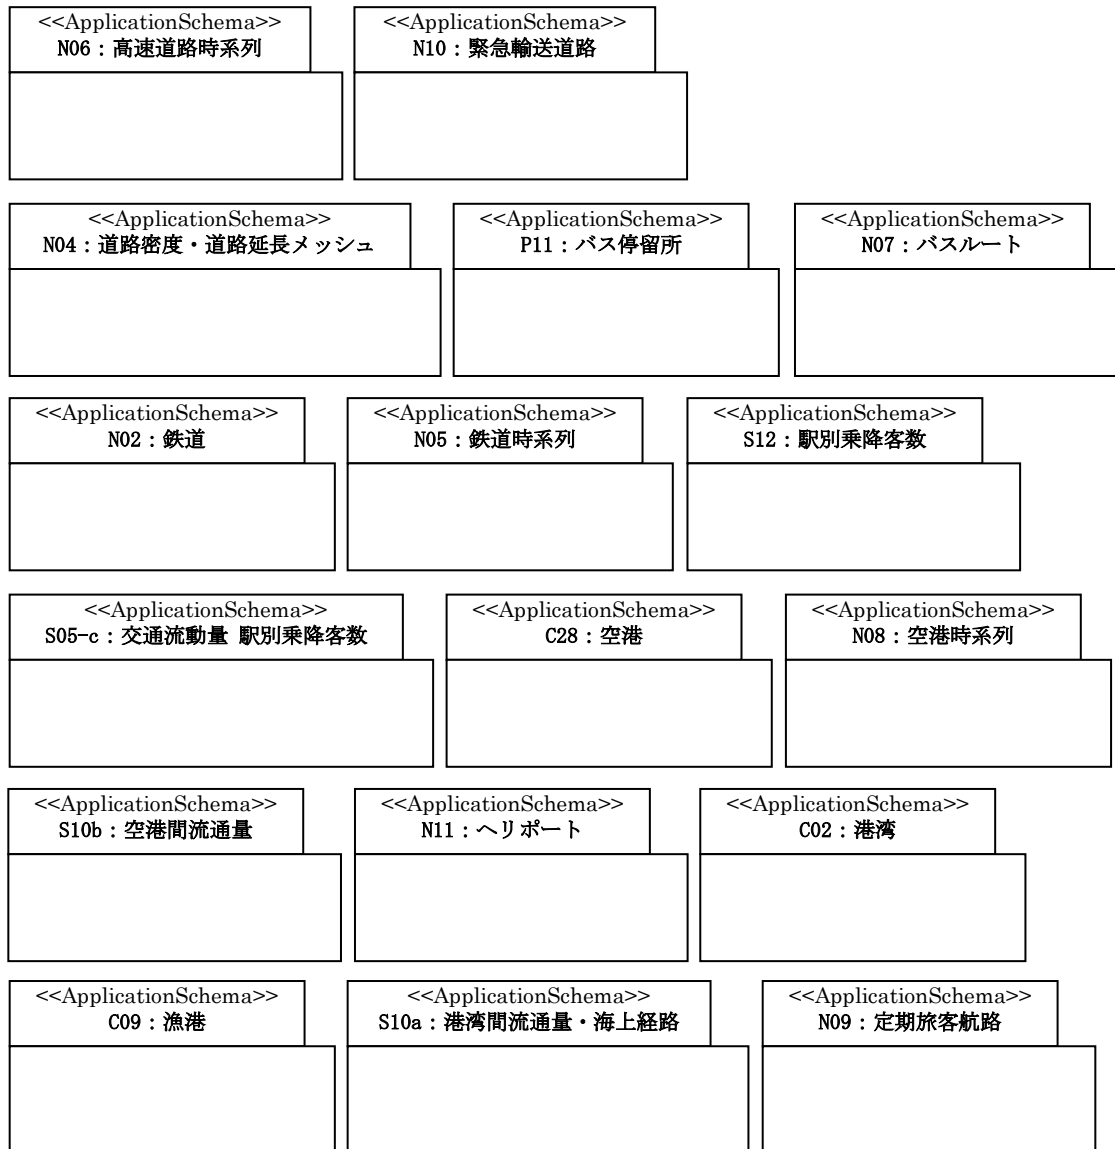 <<ApplicationSchema>>
N06：高速道路時系列
<<ApplicationSchema>>
N10：緊急輸送道路
<<ApplicationSchema>>
N04：道路密度・道路延長メッシュ
<<ApplicationSchema>>
P11：バス停留所
<<ApplicationSchema>>
N07：バスルート
<<ApplicationSchema>>
N02：鉄道
<<ApplicationSchema>>
N05：鉄道時系列
<<ApplicationSchema>>
S12：駅別乗降客数
<<ApplicationSchema>>
S05-c：交通流動量 駅別乗降客数
<<ApplicationSchema>>
C28：空港
<<ApplicationSchema>>
N08：空港時系列
<<ApplicationSchema>>
S10b：空港間流通量
<<ApplicationSchema>>
N11：ヘリポート
<<ApplicationSchema>>
C02：港湾
<<ApplicationSchema>>
C09：漁港
<<ApplicationSchema>>
S10a：港湾間流通量・海上経路
<<ApplicationSchema>>
N09：定期旅客航路